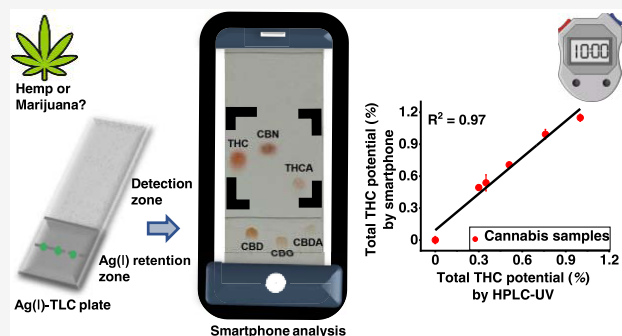 Hemp or
Marijuana?
Detection
zone
Ag(I) retention
zone
Ag(I)-TLC plate
THC
CBN
THCA
CBD
CBG
CBDA
Smartphone analysis
10:00
R² = 0.97
Total THC potential (%)
by smartphone
1.2
0.9
0.6
0.3
0
Cannabis samples
0
0.3
0.6
0.9
1.2
Total THC potential (%)
by HPLC-UV